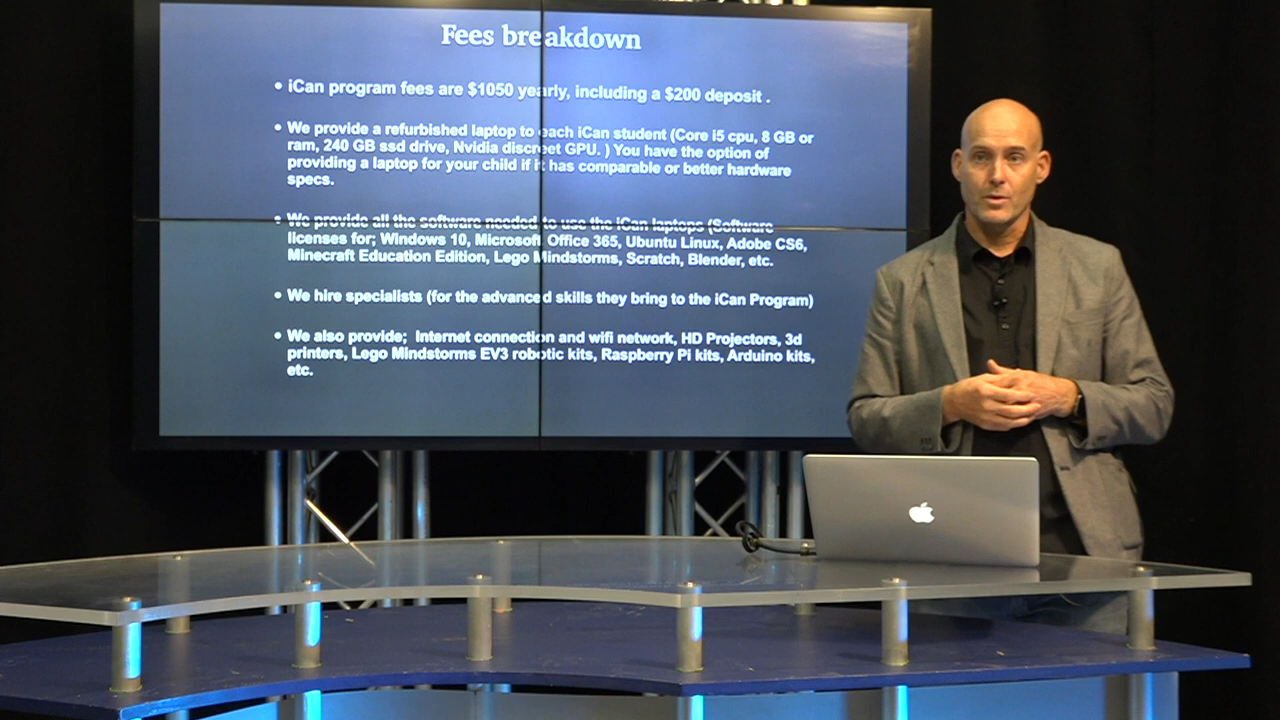 Fees breakdown
• iCan program fees are $1050 yearly, including a $200 deposit .
• We provide a refurbished laptop to each iCan student (Core i5 cpu, 8 GB or
ram, 240 GB ssd drive, Nvidia discreet GPU. ) You have the option of
providing a laptop for your child if it has comparable or better hardware
specs.
• We provide all the software needed to use the iCan laptops (Software
licenses for; Windows 10, Microsoft Office 365, Ubuntu Linux, Adobe CS6,
Minecraft Education Edition, Lego Mindstorms, Scratch, Blender, etc.
• We hire specialists (for the advanced skills they bring to the iCan Program)
• We also provide; Internet connection and wifi network, HD Projectors, 3d
printers, Lego Mindstorms EV3 robotic kits, Raspberry Pi kits, Arduino kits,
etc.